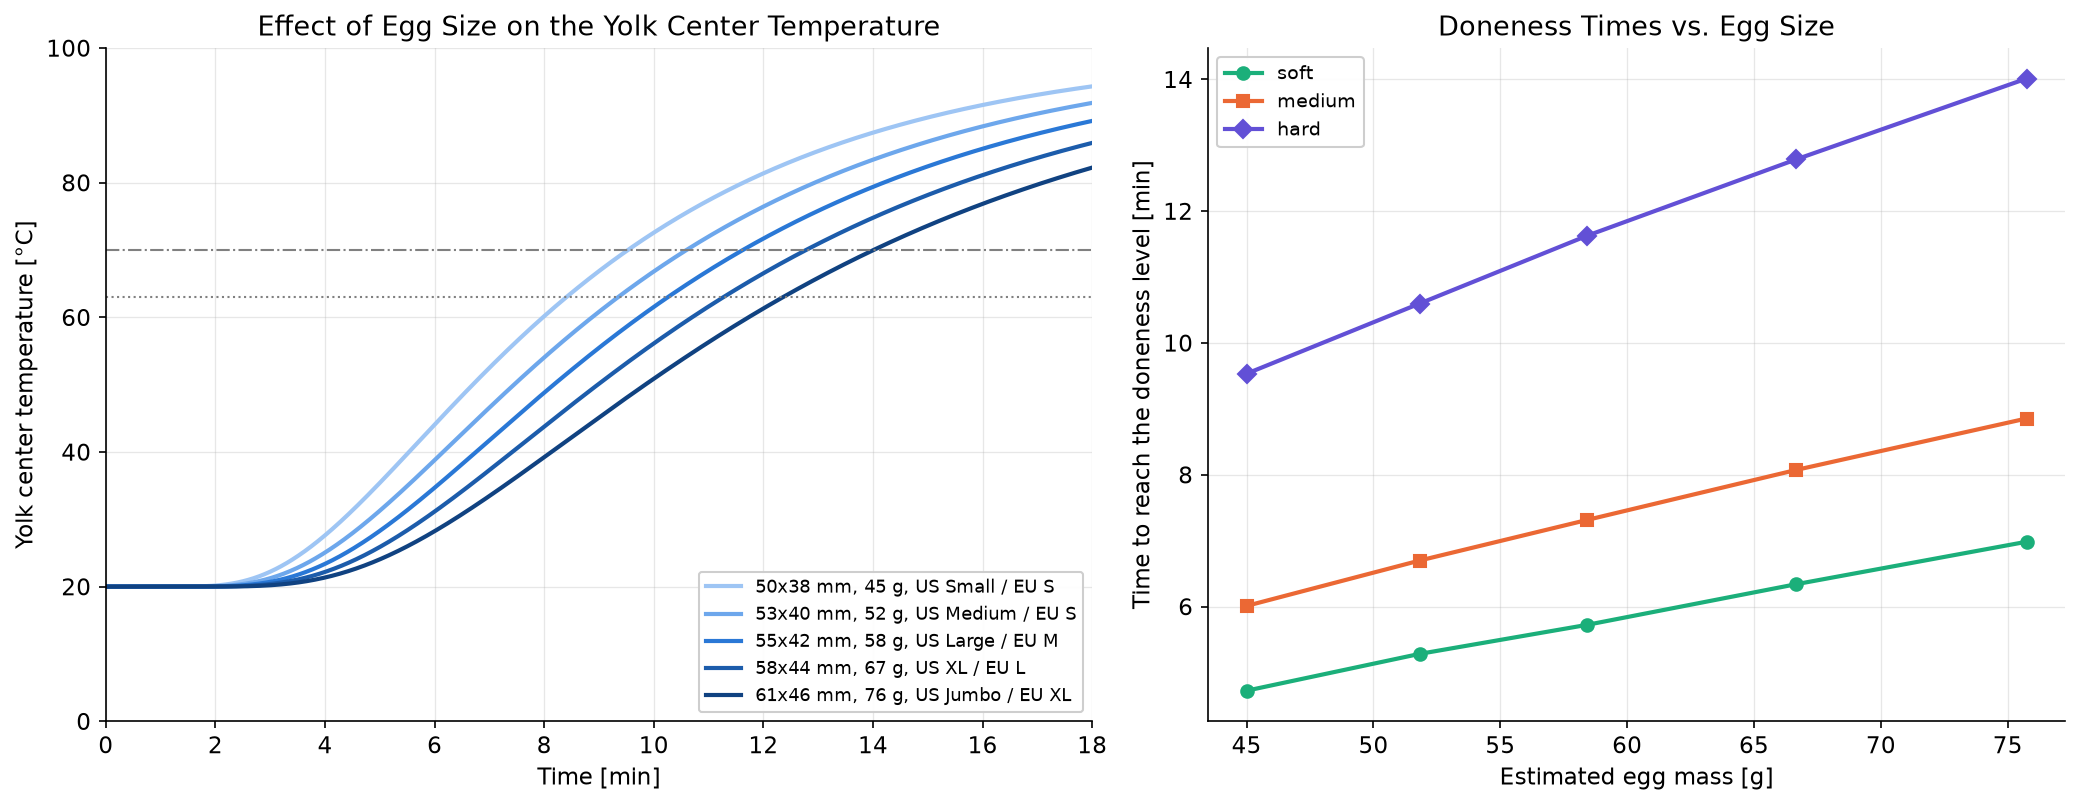 Effect of Egg Size on the Yolk Center Temperature
Yolk center temperature [°C]
100
80
60
40
20
0
0 2 4 6 8 10 12 14 16 18
Time [min]
50x38 mm, 45 g, US Small / EU S
53x40 mm, 52 g, US Medium / EU S
55x42 mm, 58 g, US Large / EU M
58x44 mm, 67 g, US XL / EU L
61x46 mm, 76 g, US Jumbo / EU XL
Doneness Times vs. Egg Size
Time to reach the doneness level [min]
14
12
10
8
6
45 50 55 60 65 70 75
Estimated egg mass [g]
soft
medium
hard